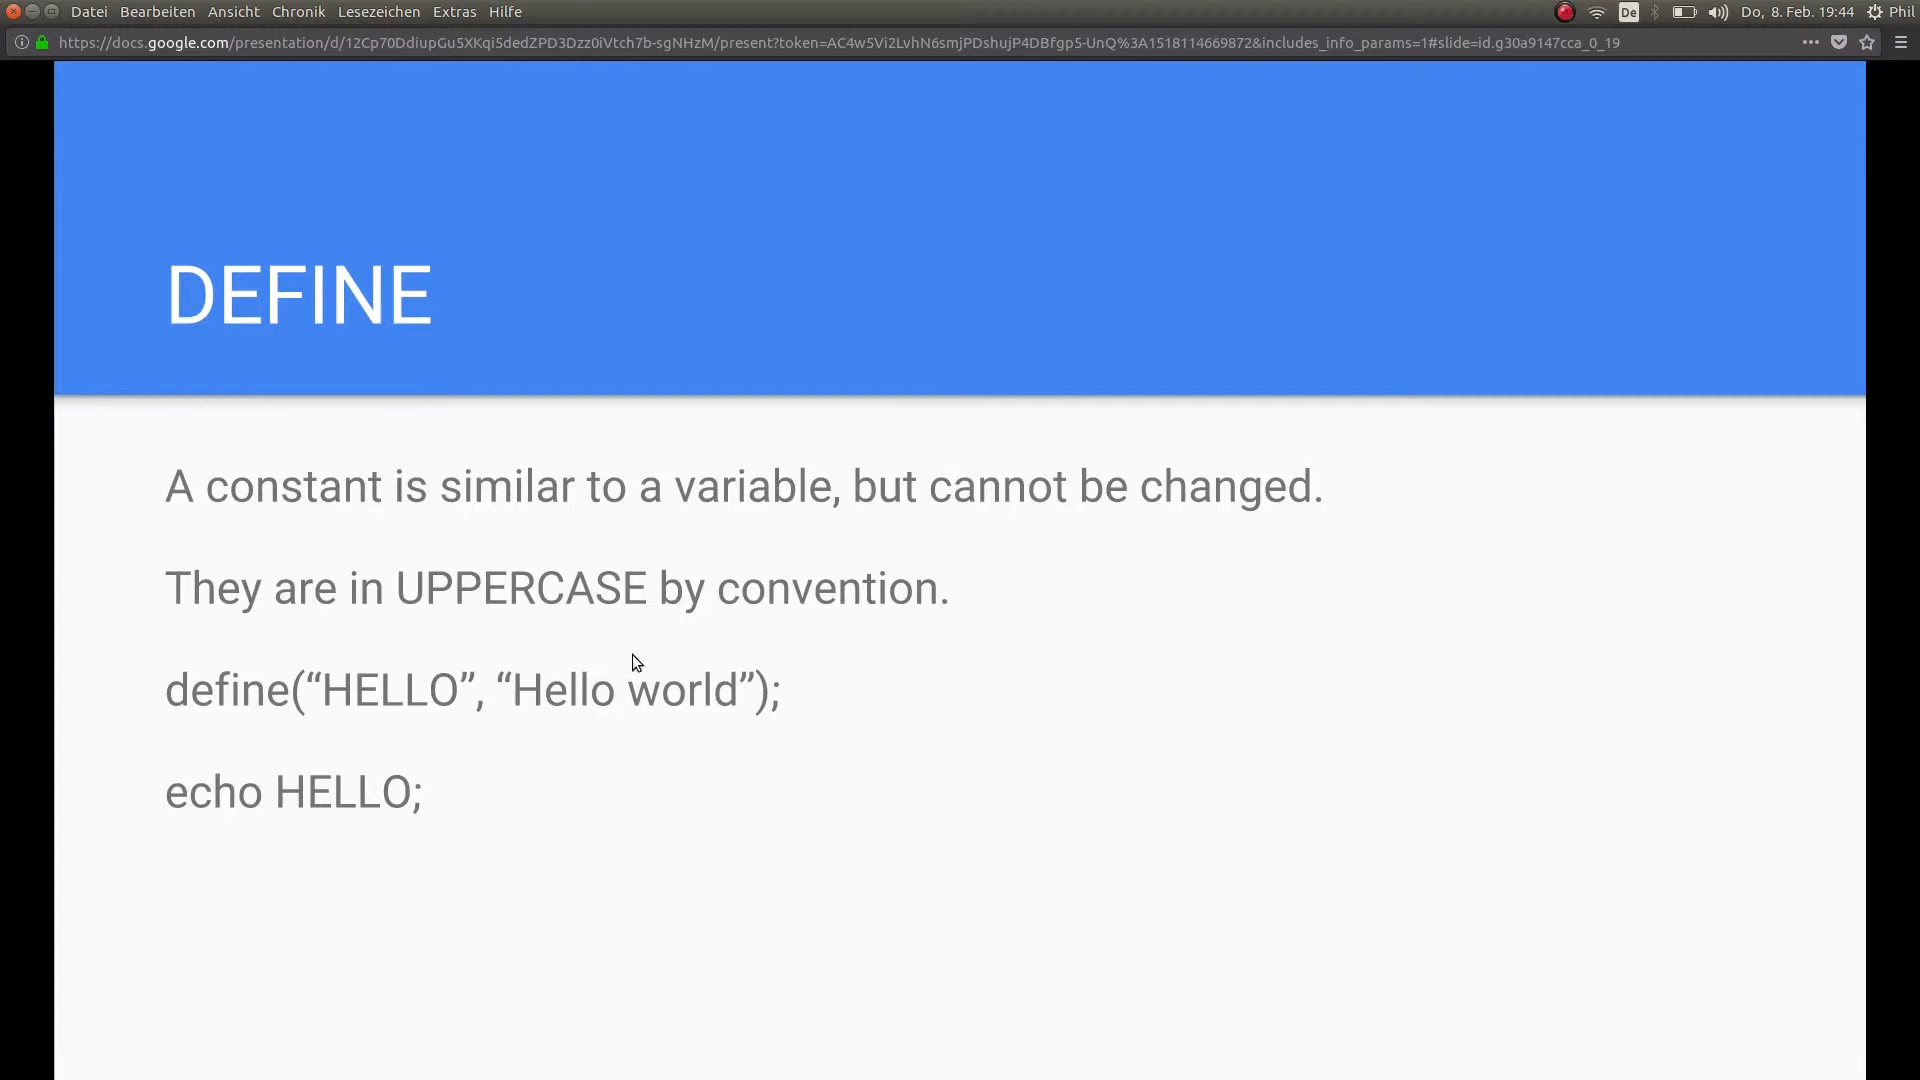 Datei Bearbeiten Ansicht Chronik Lesezeichen Extras Hilfe De Do, 8. Feb. 19:44 Phil
https://docs.google.com/presentation/d/12Cp70DdiupGu5XKqi5dedZPD3Dzz0iVtch7b-sgNHzM/present?token=AC4w5Vi2LvhN6smjPDshujP4DBfgp5-UnQ%3A1518114669872&includes_info_params=1#slide=id.g30a9147cca_0_19
DEFINE
A constant is similar to a variable, but cannot be changed.
They are in UPPERCASE by convention.
define(“HELLO”, “Hello world”);
echo HELLO;